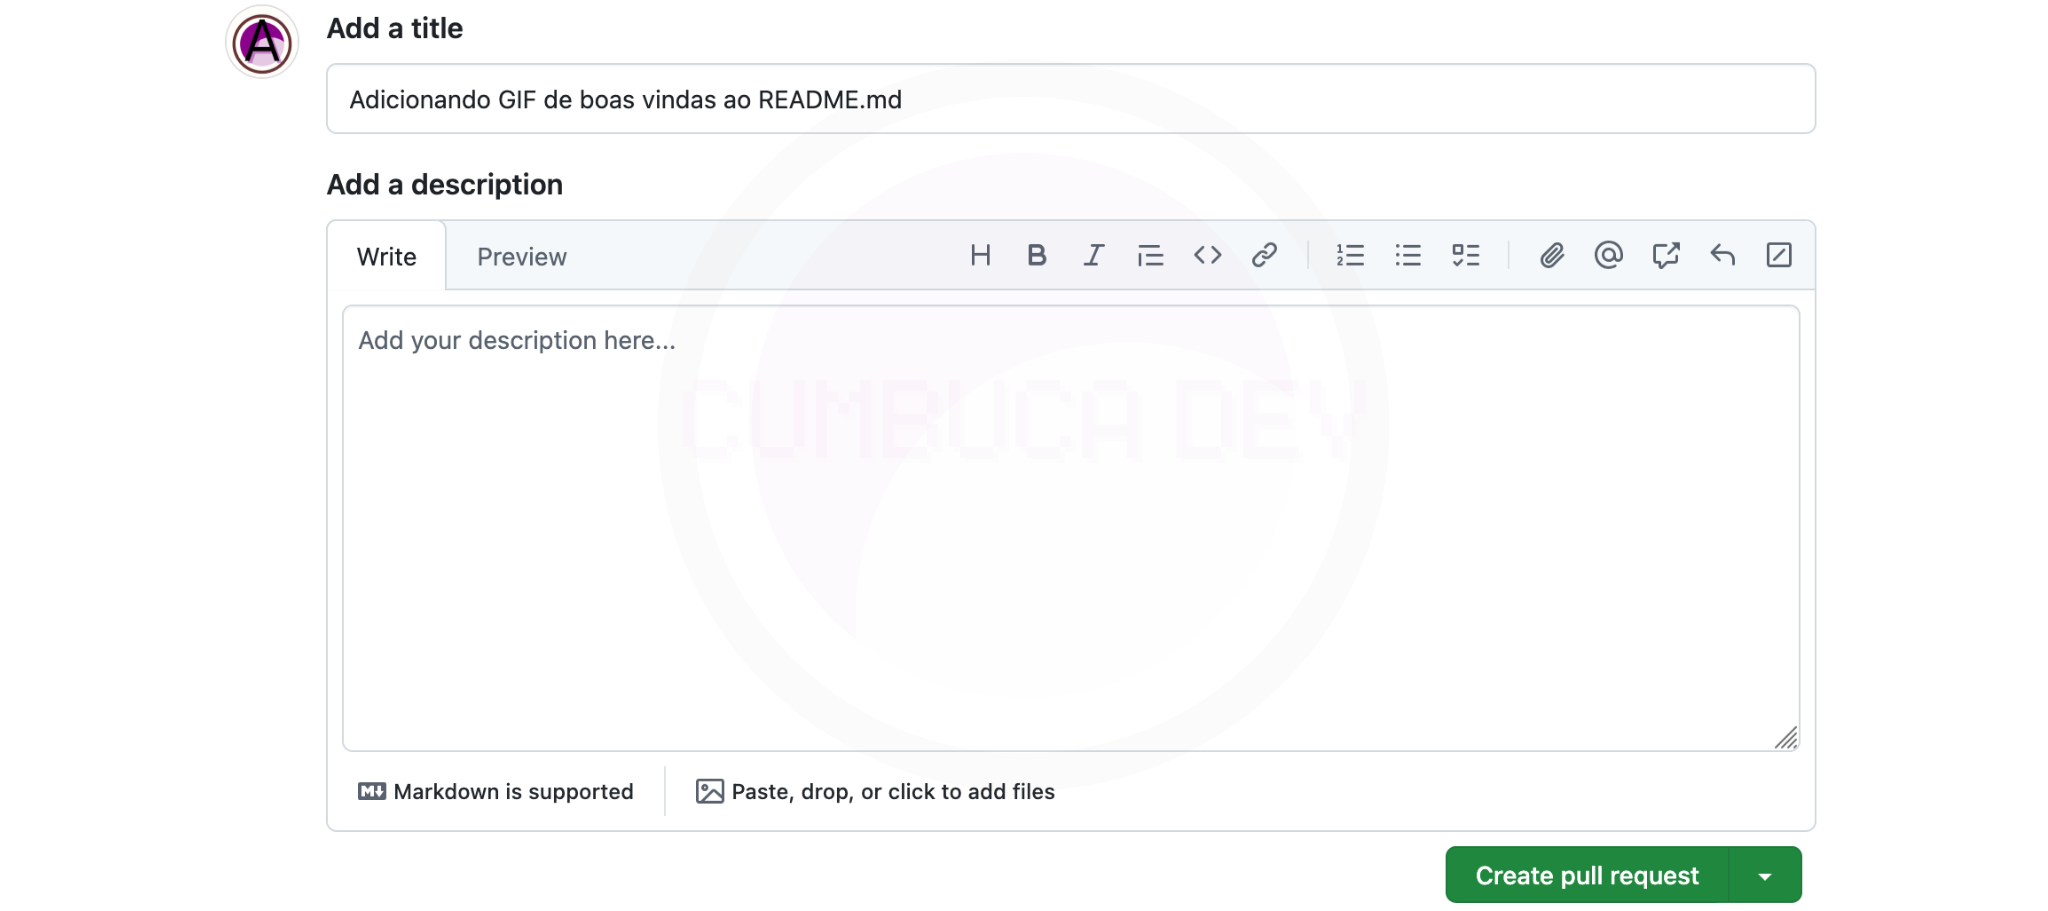 A
Add a title
Adicionando GIF de boas vindas ao README.md
Add a description
Write
Preview
Add your description here...
CUMBUCA DEV
Markdown is supported
Paste, drop, or click to add files
Create pull request